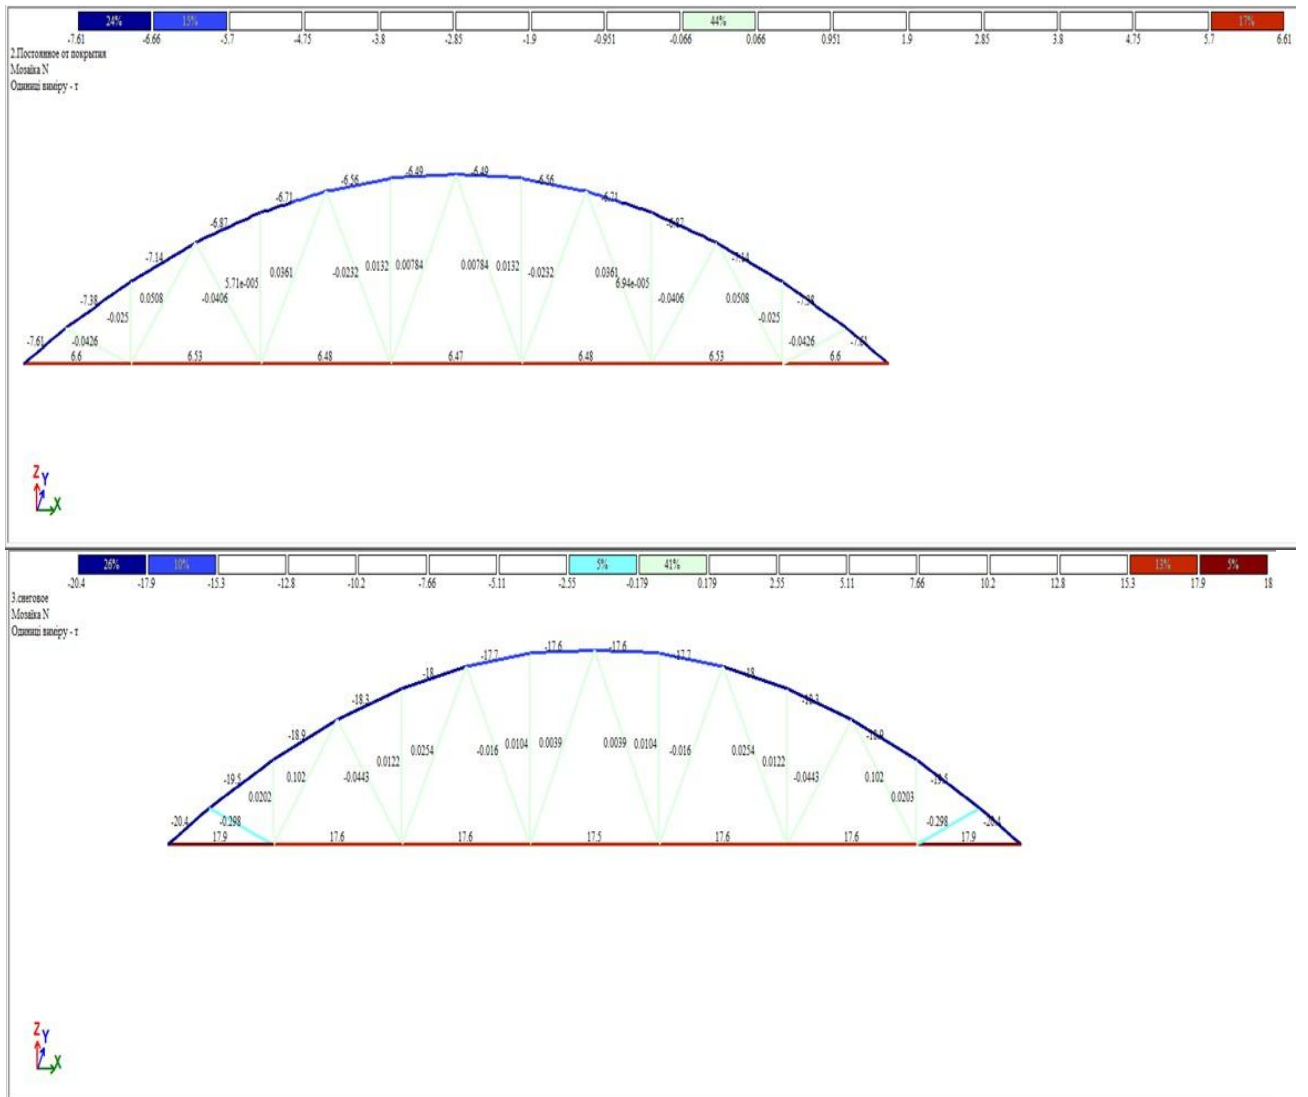 24% 15% 44% 17%
-7.61 -6.66 -5.7 -4.75 -3.8 -2.85 -1.9 -0.951 -0.066 0.066 0.951 1.9 2.85 3.8 4.75 5.7 6.61
2.Постоянное от покрытия
Мозаїка N
Одиниці виміру - т
-6.56 -6.49 -6.49 -6.56
-6.71 -6.71
-6.87 -6.87
-7.14 -7.14
5.71e-005 0.0361 -0.0232 0.0132 0.00784 0.00784 0.0132 -0.0232 0.0361 6.94e-005
-7.38 0.0508 -0.0406 -0.0406 0.0508 -7.38
-0.025 -0.025
-7.61 -0.0426 -0.0426 -7.61
6.6 6.53 6.48 6.47 6.48 6.53 6.6
Z Y
X
26% 10% 5% 41% 13% 5%
-20.4 -17.9 -15.3 -12.8 -10.2 -7.66 -5.11 -2.55 -0.179 0.179 2.55 5.11 7.66 10.2 12.8 15.3 17.9 18
3.снеговое
Мозаїка N
Одиниці виміру - т
-17.7 -17.6 -17.6 -17.7
-18 -18
-18.3 -18.3
-18.9 -18.9
0.0254 -0.016 0.0104 0.0039 0.0039 0.0104 -0.016 0.0254
0.0122 0.0122
-19.5 0.102 -0.0443 -0.0443 0.102 -19.5
0.0202 0.0203
-20.4 -0.298 -0.298 -20.4
17.9 17.6 17.6 17.5 17.6 17.6 17.9
Z Y
X